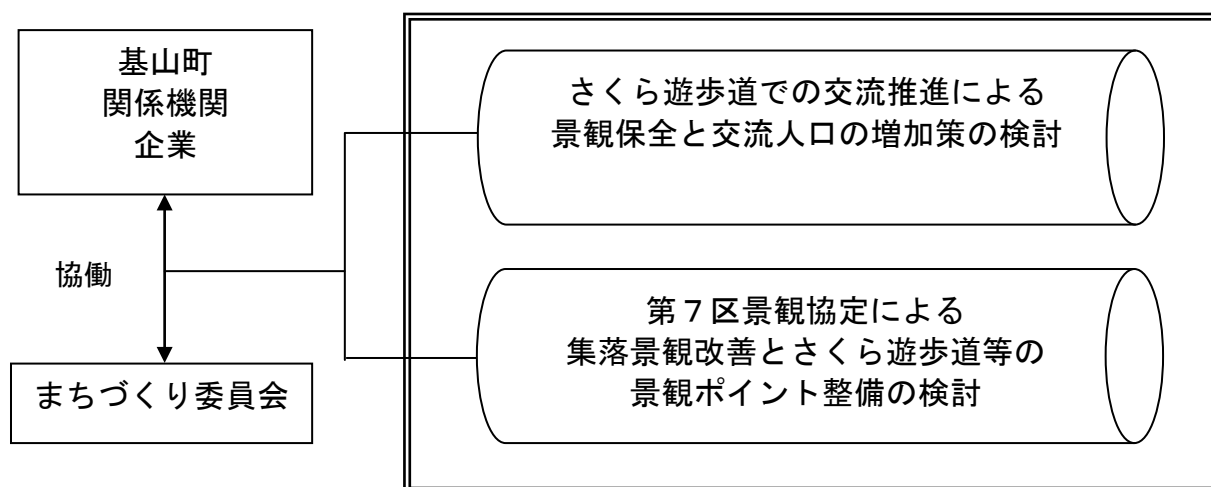 基山町
関係機関
企業
協働
まちづくり委員会
さくら遊歩道での交流推進による
景観保全と交流人口の増加策の検討
第７区景観協定による
集落景観改善とさくら遊歩道等の
景観ポイント整備の検討